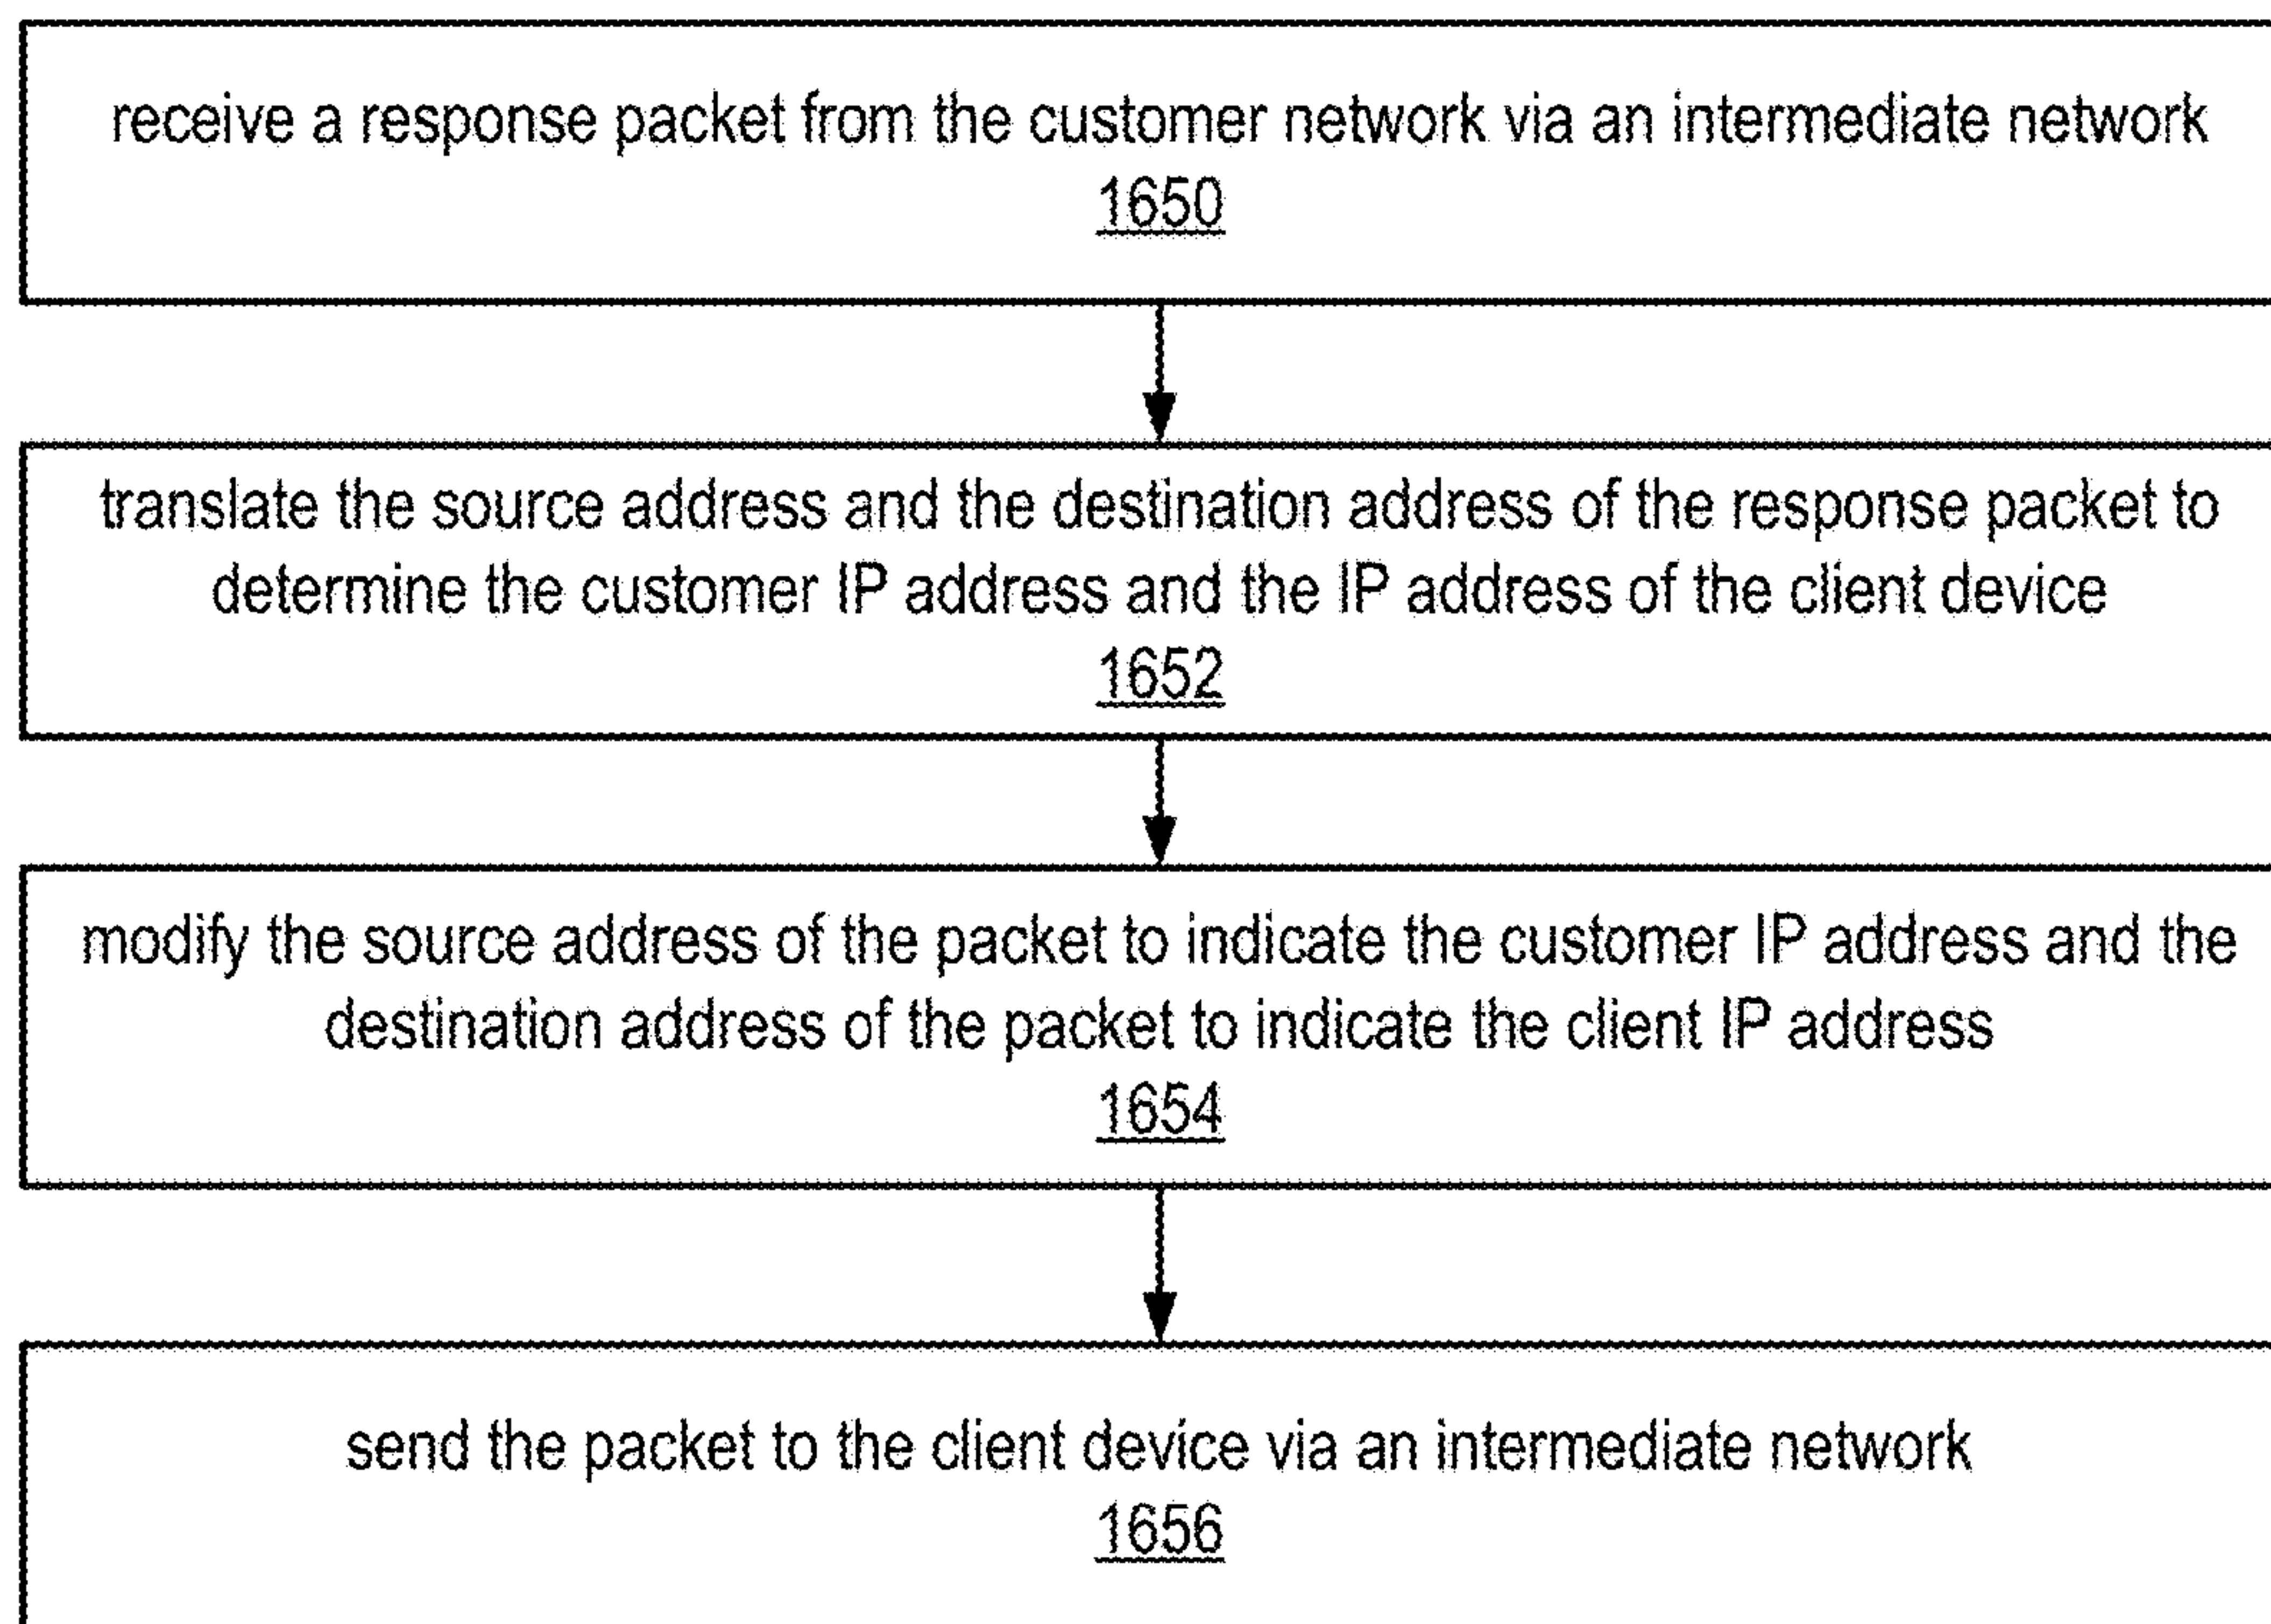 receive a response packet from the customer network via an intermediate network
1650
translate the source address and the destination address of the response packet to
determine the customer IP address and the IP address of the client device
1652
modify the source address of the packet to indicate the customer IP address and the
destination address of the packet to indicate the client IP address
1654
send the packet to the client device via an intermediate network
1656